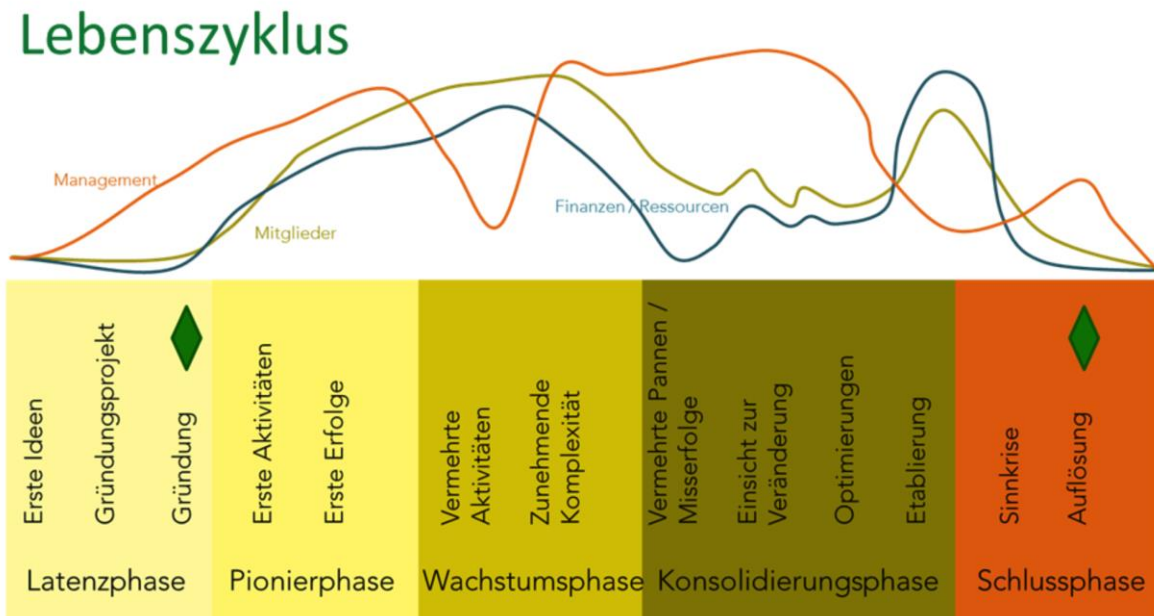 Lebenszyklus
Management
Mitglieder
Finanzen / Ressourcen
Erste Ideen
Gründungsprojekt
Gründung
Erste Aktivitäten
Erste Erfolge
Vermehrte
Aktivitäten
Zunehmende
Komplexität
Vermehrte Pannen /
Misserfolge
Einsicht zur
Veränderung
Optimierungen
Etablierung
Sinnkrise
Auflösung
Latenzphase
Pionierphase
Wachstumsphase
Konsolidierungsphase
Schlussphase